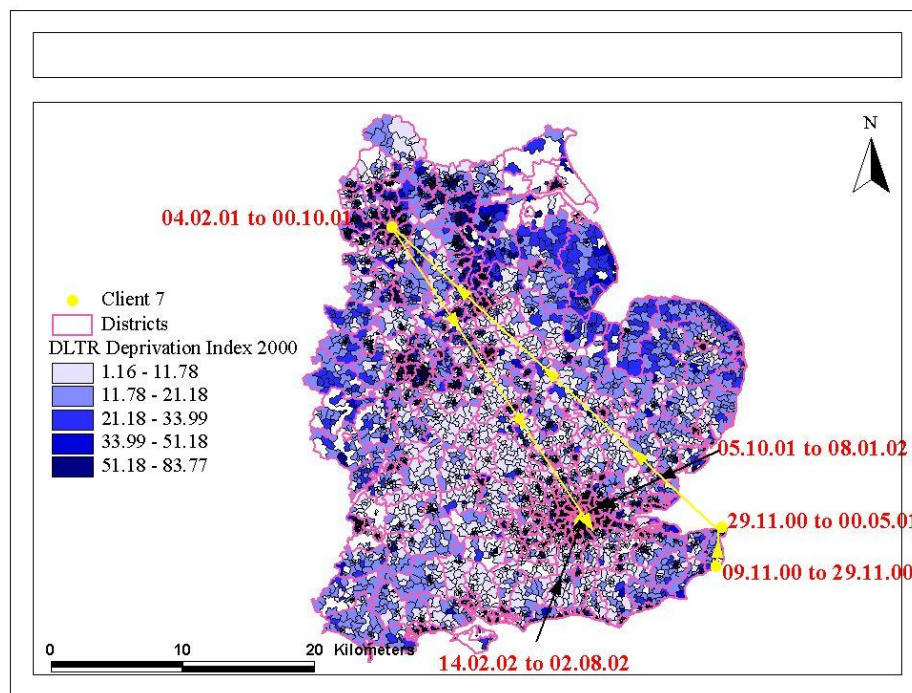 N
04.02.01 to 00.10.01
Client 7
Districts
DLTR Deprivation Index 2000
1.16 - 11.78
11.78 - 21.18
21.18 - 33.99
33.99 - 51.18
51.18 - 83.77
05.10.01 to 08.01.02
29.11.00 to 00.05.01
09.11.00 to 29.11.00
14.02.02 to 02.08.02
0 10 20 Kilometers